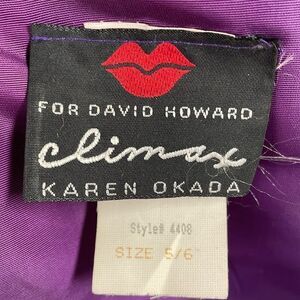 FOR DAVID HOWARD
climax
KAREN OKADA
Style# 4408
SIZE 5/6